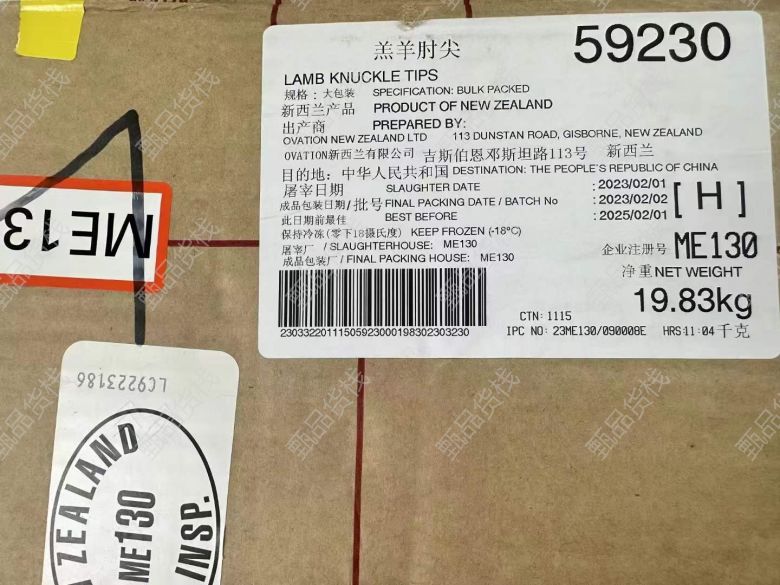 羔羊肘尖
59230
LAMB KNUCKLE TIPS
规格：大包装 SPECIFICATION: BULK PACKED
新西兰产品 PRODUCT OF NEW ZEALAND
出产商 PREPARED BY:
OVATION NEW ZEALAND LTD 113 DUNSTAN ROAD, GISBORNE, NEW ZEALAND
OVATION新西兰有限公司 吉斯伯恩邓斯坦路113号 新西兰
目的地：中华人民共和国 DESTINATION: THE PEOPLE'S REPUBLIC OF CHINA
屠宰日期 SLAUGHTER DATE : 2023/02/01
成品包装日期/批号 FINAL PACKING DATE / BATCH No : 2023/02/02
此日期前最佳 BEST BEFORE : 2025/02/01
[ H ]
保持冷冻(零下18摄氏度) KEEP FROZEN (-18°C)
屠宰厂 / SLAUGHTERHOUSE: ME130
成品包装厂/ FINAL PACKING HOUSE: ME130
企业注册号 ME130
净重 NET WEIGHT
19.83kg
千克
23033220111505923000198302303230
CTN: 1115
IPC NO: 23ME130/090008E HRS:11:04
ME13
LC9223186
ZEALAND
ME130
INSP.
甄品货栈